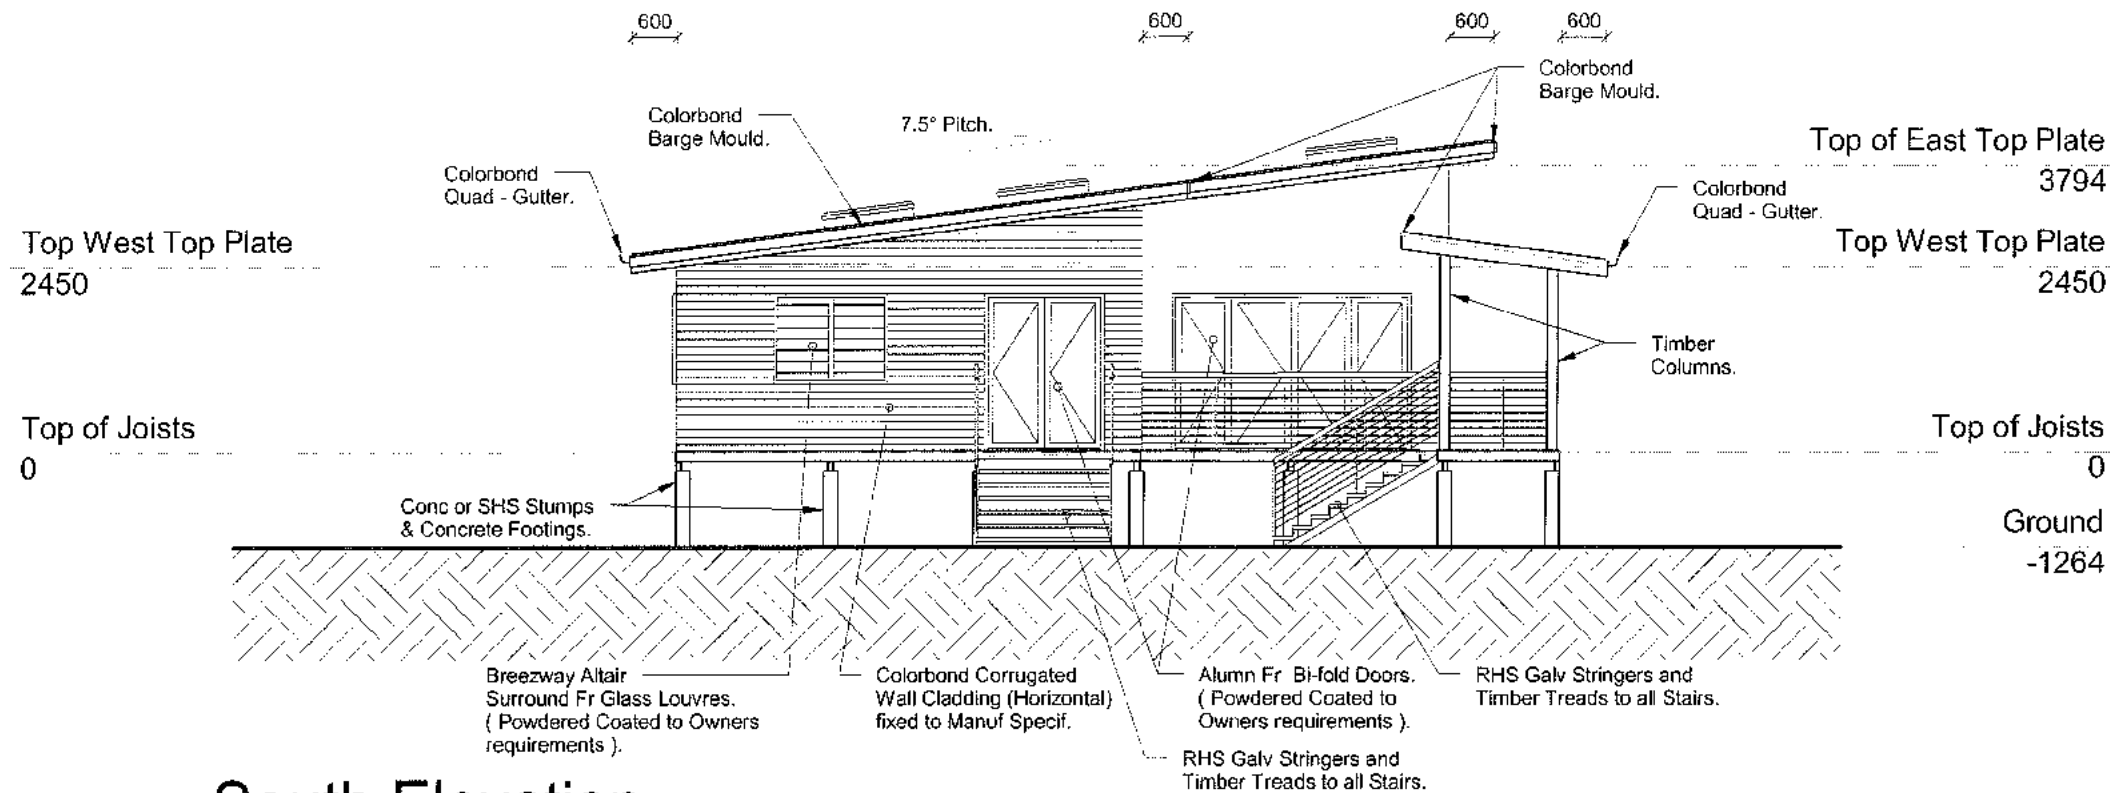 600
600
600
600
Colorbond
Barge Mould.
Colorbond
Barge Mould.
7.5° Pitch.
Top of East Top Plate
3794
Colorbond
Quad - Gutter.
Colorbond
Quad - Gutter.
Top West Top Plate
2450
Top West Top Plate
2450
Timber
Columns.
Top of Joists
0
Top of Joists
0
Conc or SHS Stumps
& Concrete Footings.
Ground
-1264
Breezway Altair
Surround Fr Glass Louvres.
( Powdered Coated to Owners
requirements ).
Colorbond Corrugated
Wall Cladding (Horizontal)
fixed to Manuf Specif.
Alumn Fr Bi-fold Doors.
( Powdered Coated to
Owners requirements ).
RHS Galv Stringers and
Timber Treads to all Stairs.
RHS Galv Stringers and
Timber Treads to all Stairs.
Elevation